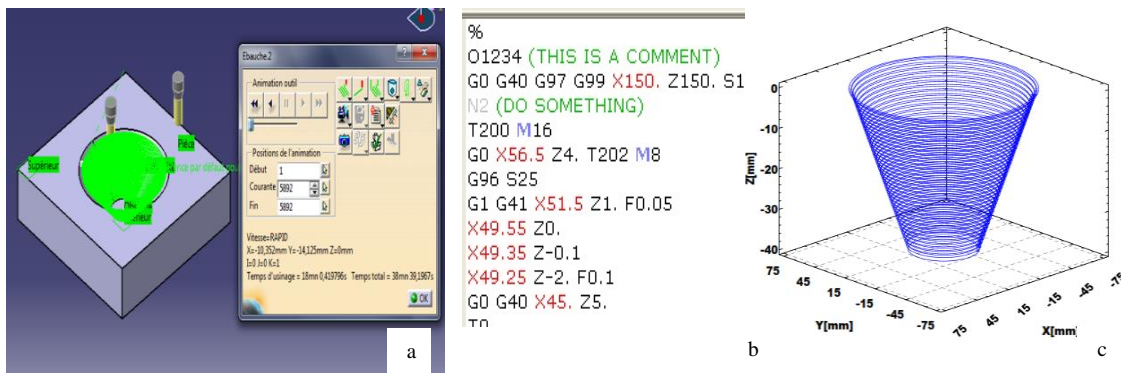 Ebauche.2
Animation outil
Positions de l'animation
Début 1
Courante 5892
Fin 5892
Vitesse=RAPID
X=-10,352mm Y=-14,125mm Z=0mm
I=0 J=0 K=1
Temps d'usinage = 18mn 0,419796s Temps total = 38mn 39,1967s
OK
Supérieur
Pièce
par défaut
a
%
O1234 (THIS IS A COMMENT)
G0 G40 G97 G99 X150. Z150. S1
N2 (DO SOMETHING)
T200 M16
G0 X56.5 Z4. T202 M8
G96 S25
G1 G41 X51.5 Z1. F0.05
X49.55 Z0.
X49.35 Z-0.1
X49.25 Z-2. F0.1
G0 G40 X45. Z5.
T0
b
Z[mm]
0
-10
-20
-30
-40
75
45
15
-15
-45
-75
Y[mm]
75
45
15
-15
-45
-75
X[mm]
c